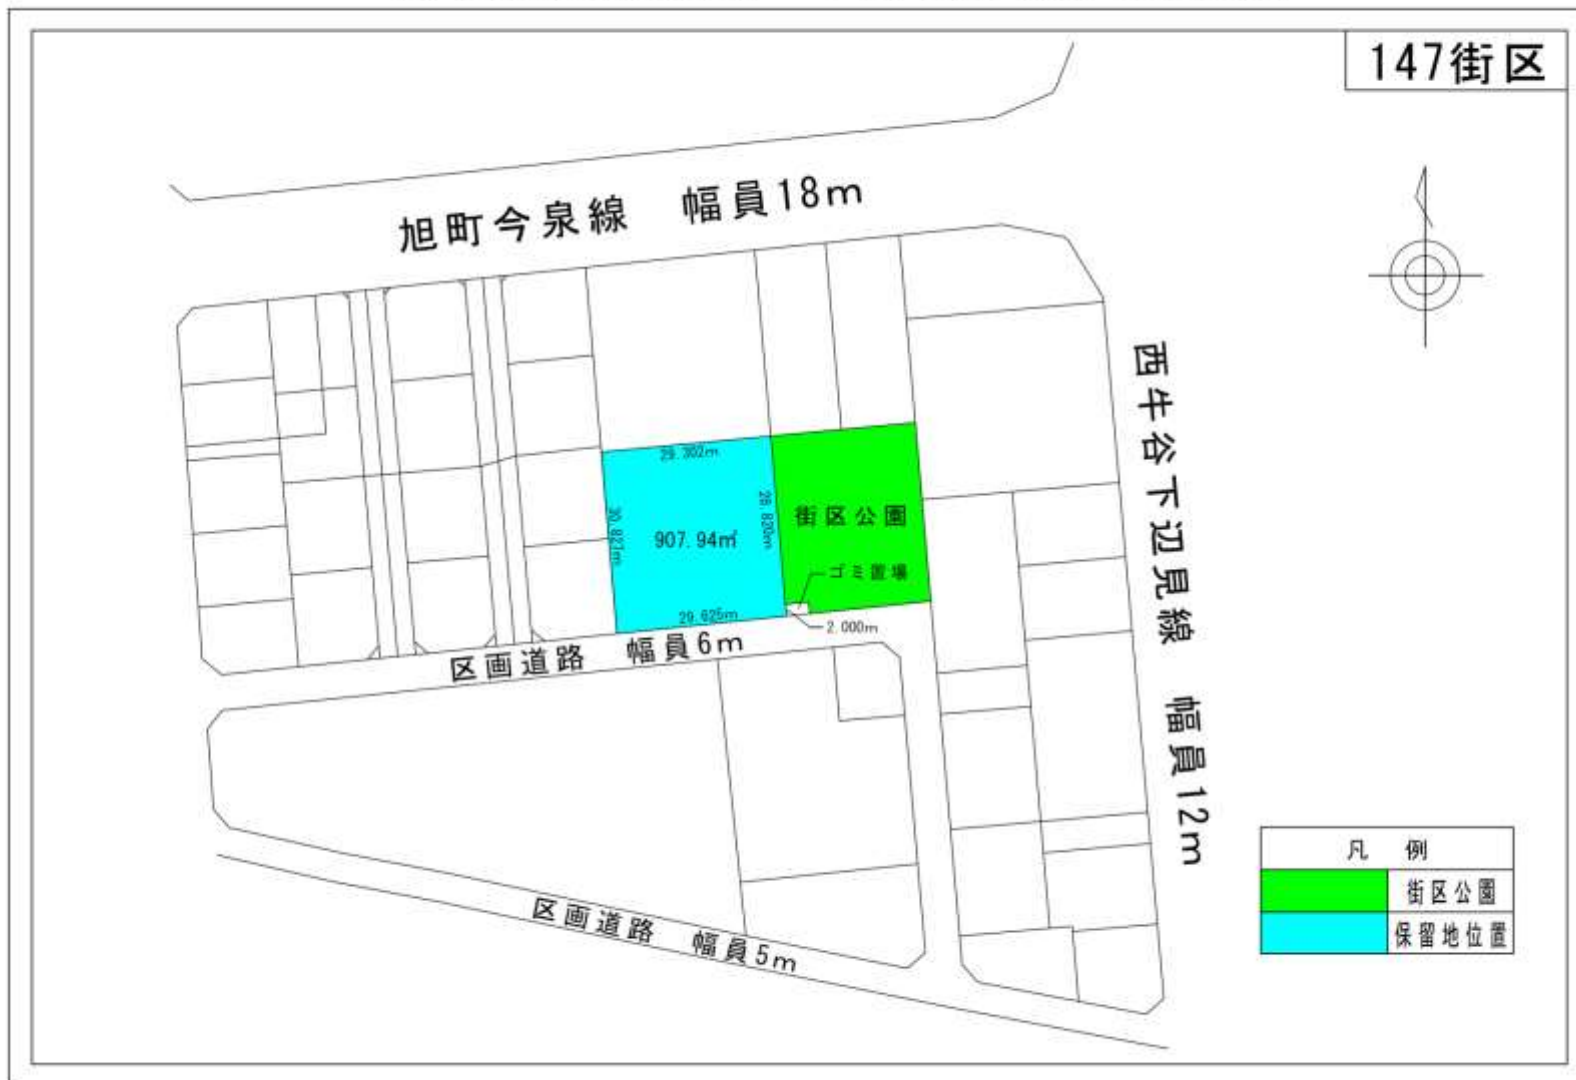 147街区
旭町今泉線 幅員18m
西牛谷下辺見線 幅員12m
29.302m
30.827m
907.94㎡
28.820m
街区公園
ゴミ置場
29.625m
2.000m
区画道路 幅員6m
区画道路 幅員5m
凡 例
街区公園
保留地位置